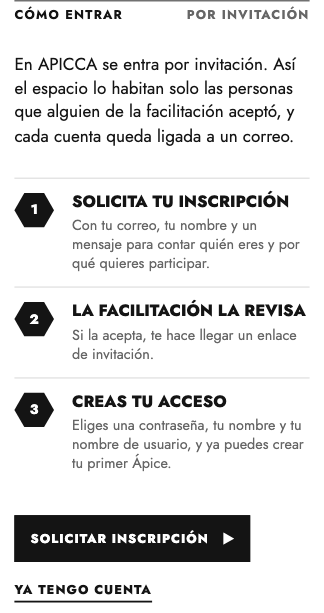 CÓMO ENTRAR POR INVITACIÓN
En APICCA se entra por invitación. Así
el espacio lo habitan solo las personas
que alguien de la facilitación aceptó, y
cada cuenta queda ligada a un correo.
1 SOLICITA TU INSCRIPCIÓN
Con tu correo, tu nombre y un
mensaje para contar quién eres y por
qué quieres participar.
2 LA FACILITACIÓN LA REVISA
Si la acepta, te hace llegar un enlace
de invitación.
3 CREAS TU ACCESO
Eliges una contraseña, tu nombre y tu
nombre de usuario, y ya puedes crear
tu primer Ápice.
SOLICITAR INSCRIPCIÓN ▶
YA TENGO CUENTA